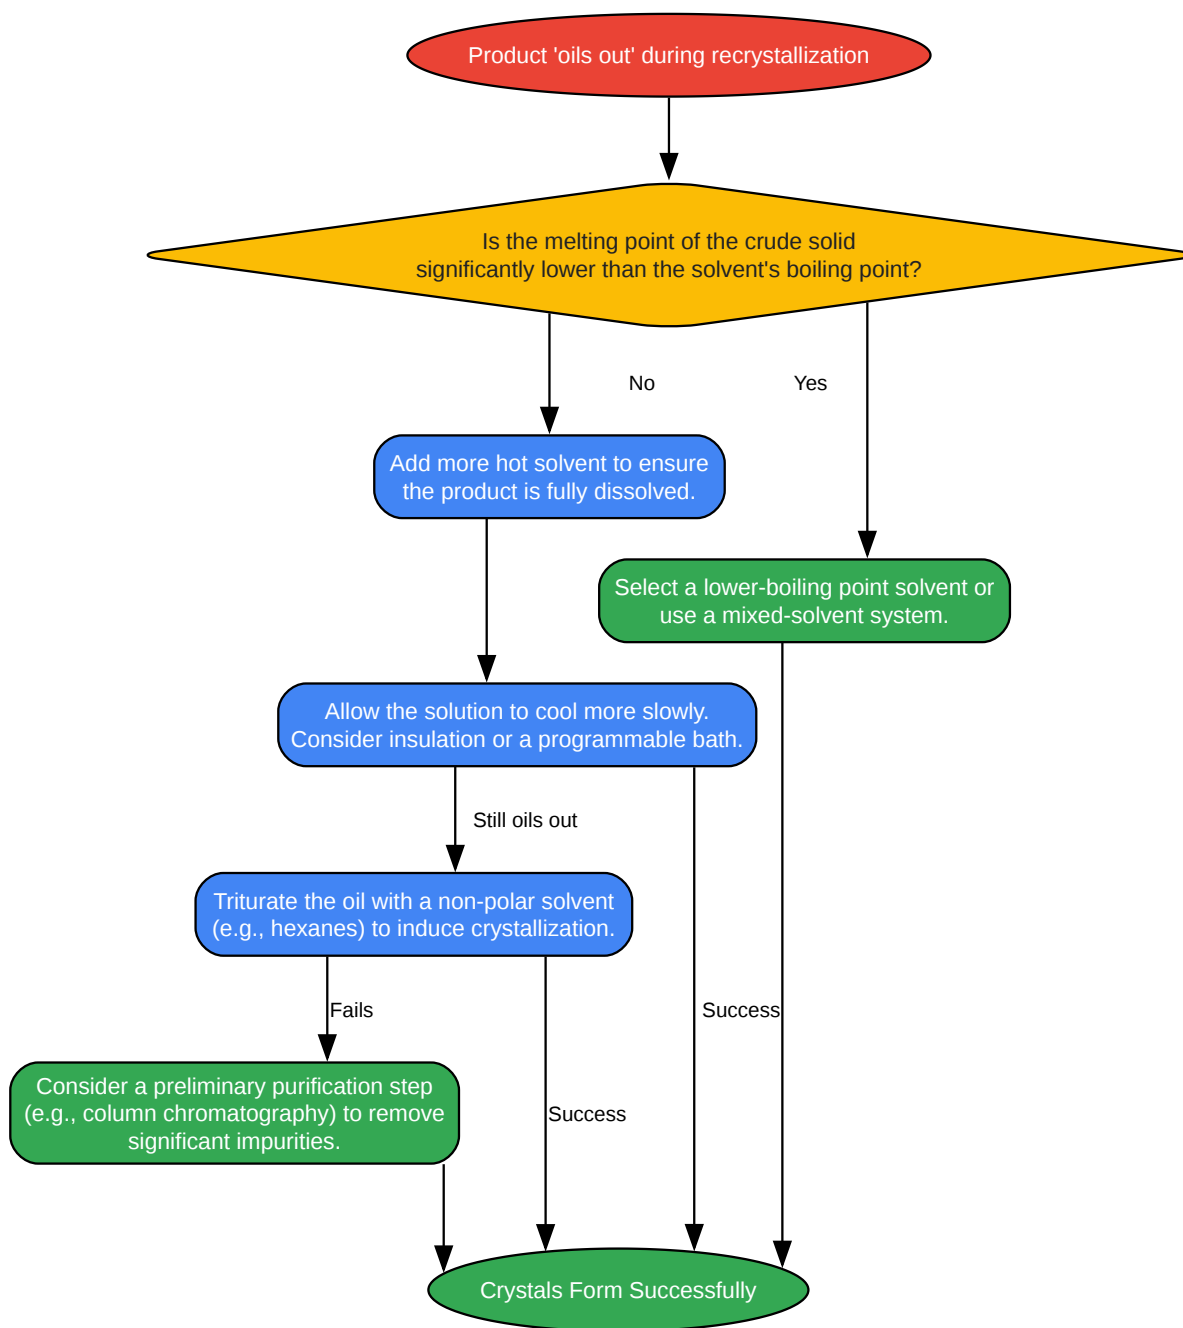 Product 'oils out' during recrystallization
Is the melting point of the crude solid
significantly lower than the solvent's boiling point?
No
Yes
Add more hot solvent to ensure
the product is fully dissolved.
Select a lower-boiling point solvent or
use a mixed-solvent system.
Allow the solution to cool more slowly.
Consider insulation or a programmable bath.
Still oils out
Triturate the oil with a non-polar solvent
(e.g., hexanes) to induce crystallization.
Fails
Success
Consider a preliminary purification step
(e.g., column chromatography) to remove
significant impurities.
Success
Crystals Form Successfully